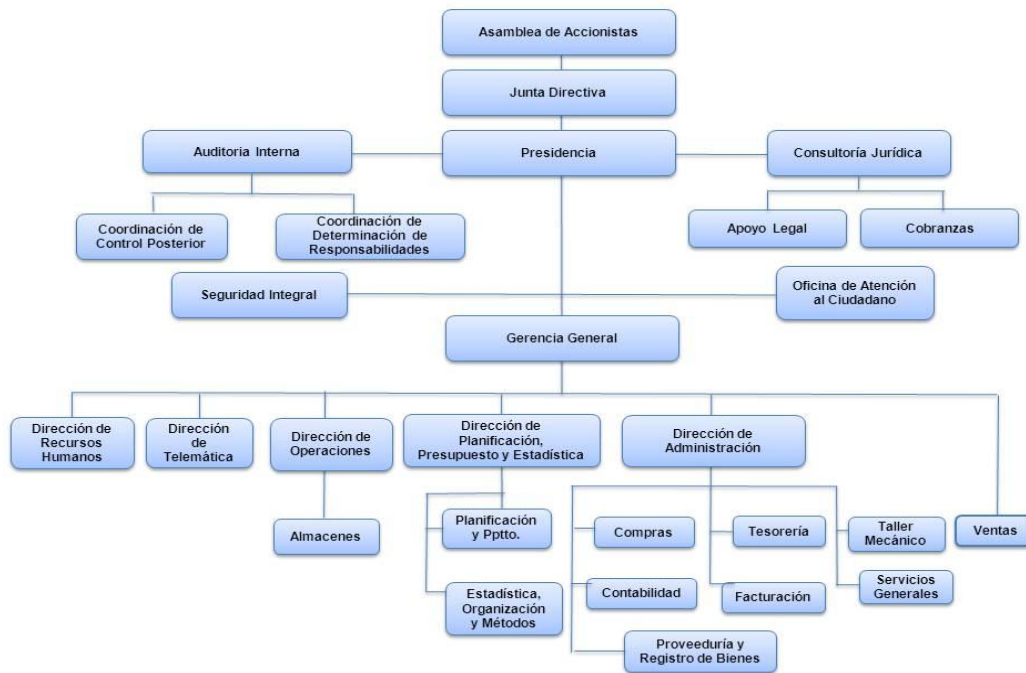 Asamblea de Accionistas
Junta Directiva
Auditoria Interna
Presidencia
Consultoría Jurídica
Coordinación de
Control Posterior
Coordinación de
Determinación de
Responsabilidades
Apoyo Legal
Cobranzas
Seguridad Integral
Oficina de Atención
al Ciudadano
Gerencia General
Dirección de
Recursos
Humanos
Dirección
de
Telemática
Dirección de
Operaciones
Dirección de
Planificación,
Presupuesto y Estadística
Dirección de
Administración
Almacenes
Planificación
y Pptto.
Compras
Tesorería
Taller
Mecánico
Ventas
Estadística,
Organización
y Métodos
Contabilidad
Facturación
Servicios
Generales
Proveeduría y
Registro de Bienes